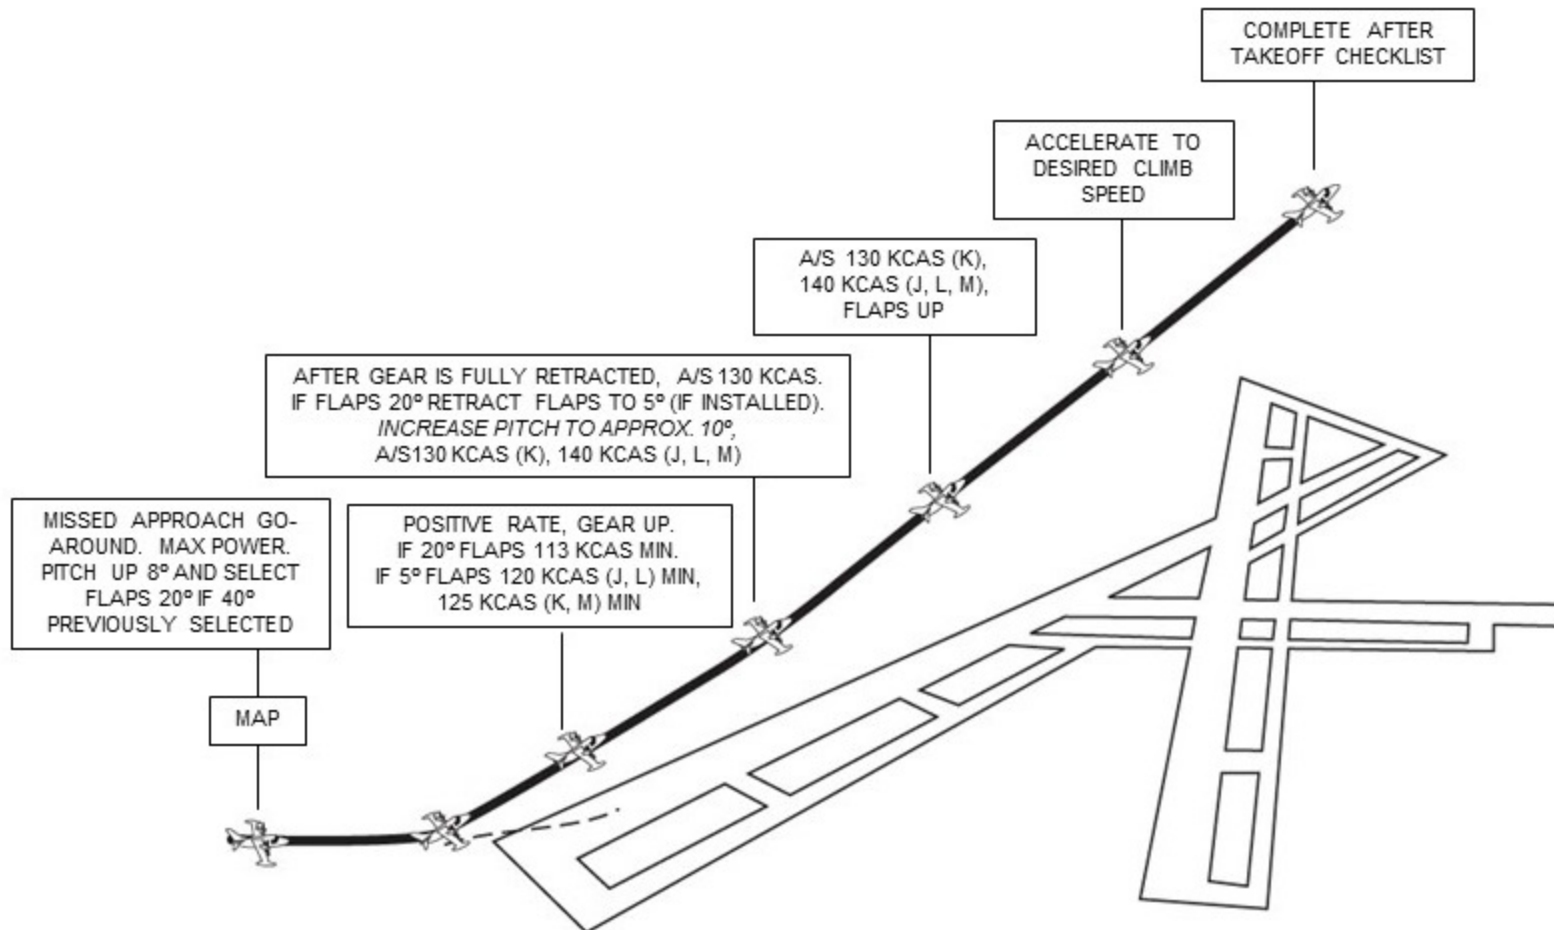 MISSED APPROACH GO-
AROUND. MAX POWER.
PITCH UP 8º AND SELECT
FLAPS 20º IF 40º
PREVIOUSLY SELECTED
MAP
POSITIVE RATE, GEAR UP.
IF 20º FLAPS 113 KCAS MIN.
IF 5º FLAPS 120 KCAS (J, L) MIN,
125 KCAS (K, M) MIN
AFTER GEAR IS FULLY RETRACTED, A/S 130 KCAS.
IF FLAPS 20º RETRACT FLAPS TO 5º (IF INSTALLED).
INCREASE PITCH TO APPROX. 10º,
A/S130 KCAS (K), 140 KCAS (J, L, M)
A/S 130 KCAS (K),
140 KCAS (J, L, M),
FLAPS UP
ACCELERATE TO
DESIRED CLIMB
SPEED
COMPLETE AFTER
TAKEOFF CHECKLIST